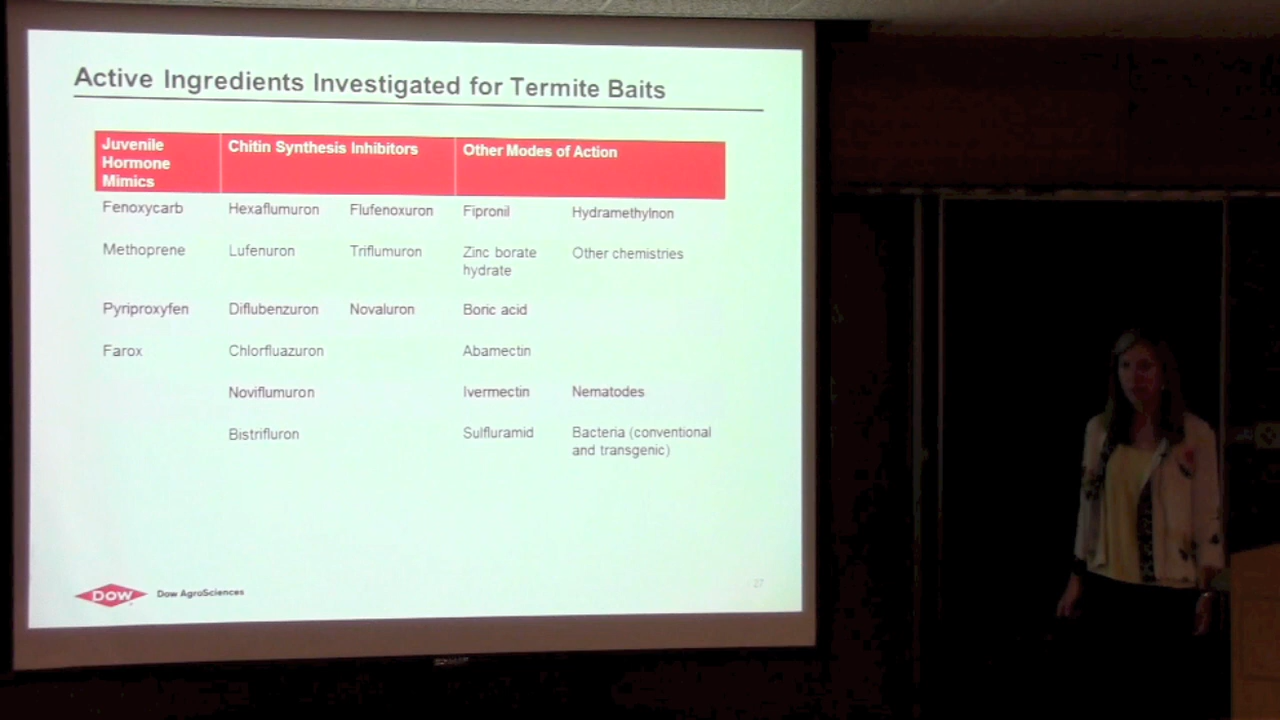 Active Ingredients Investigated for Termite Baits
Juvenile Hormone Mimics
Chitin Synthesis Inhibitors
Other Modes of Action
Fenoxycarb
Hexaflumuron
Flufenoxuron
Fipronil
Hydramethylnon
Methoprene
Lufenuron
Triflumuron
Zinc borate hydrate
Other chemistries
Pyriproxyfen
Diflubenzuron
Novaluron
Boric acid
Farox
Chlorfluazuron
Abamectin
Noviflumuron
Ivermectin
Nematodes
Bistrifluron
Sulfluramid
Bacteria (conventional and transgenic)
DOW
Dow AgroSciences
27